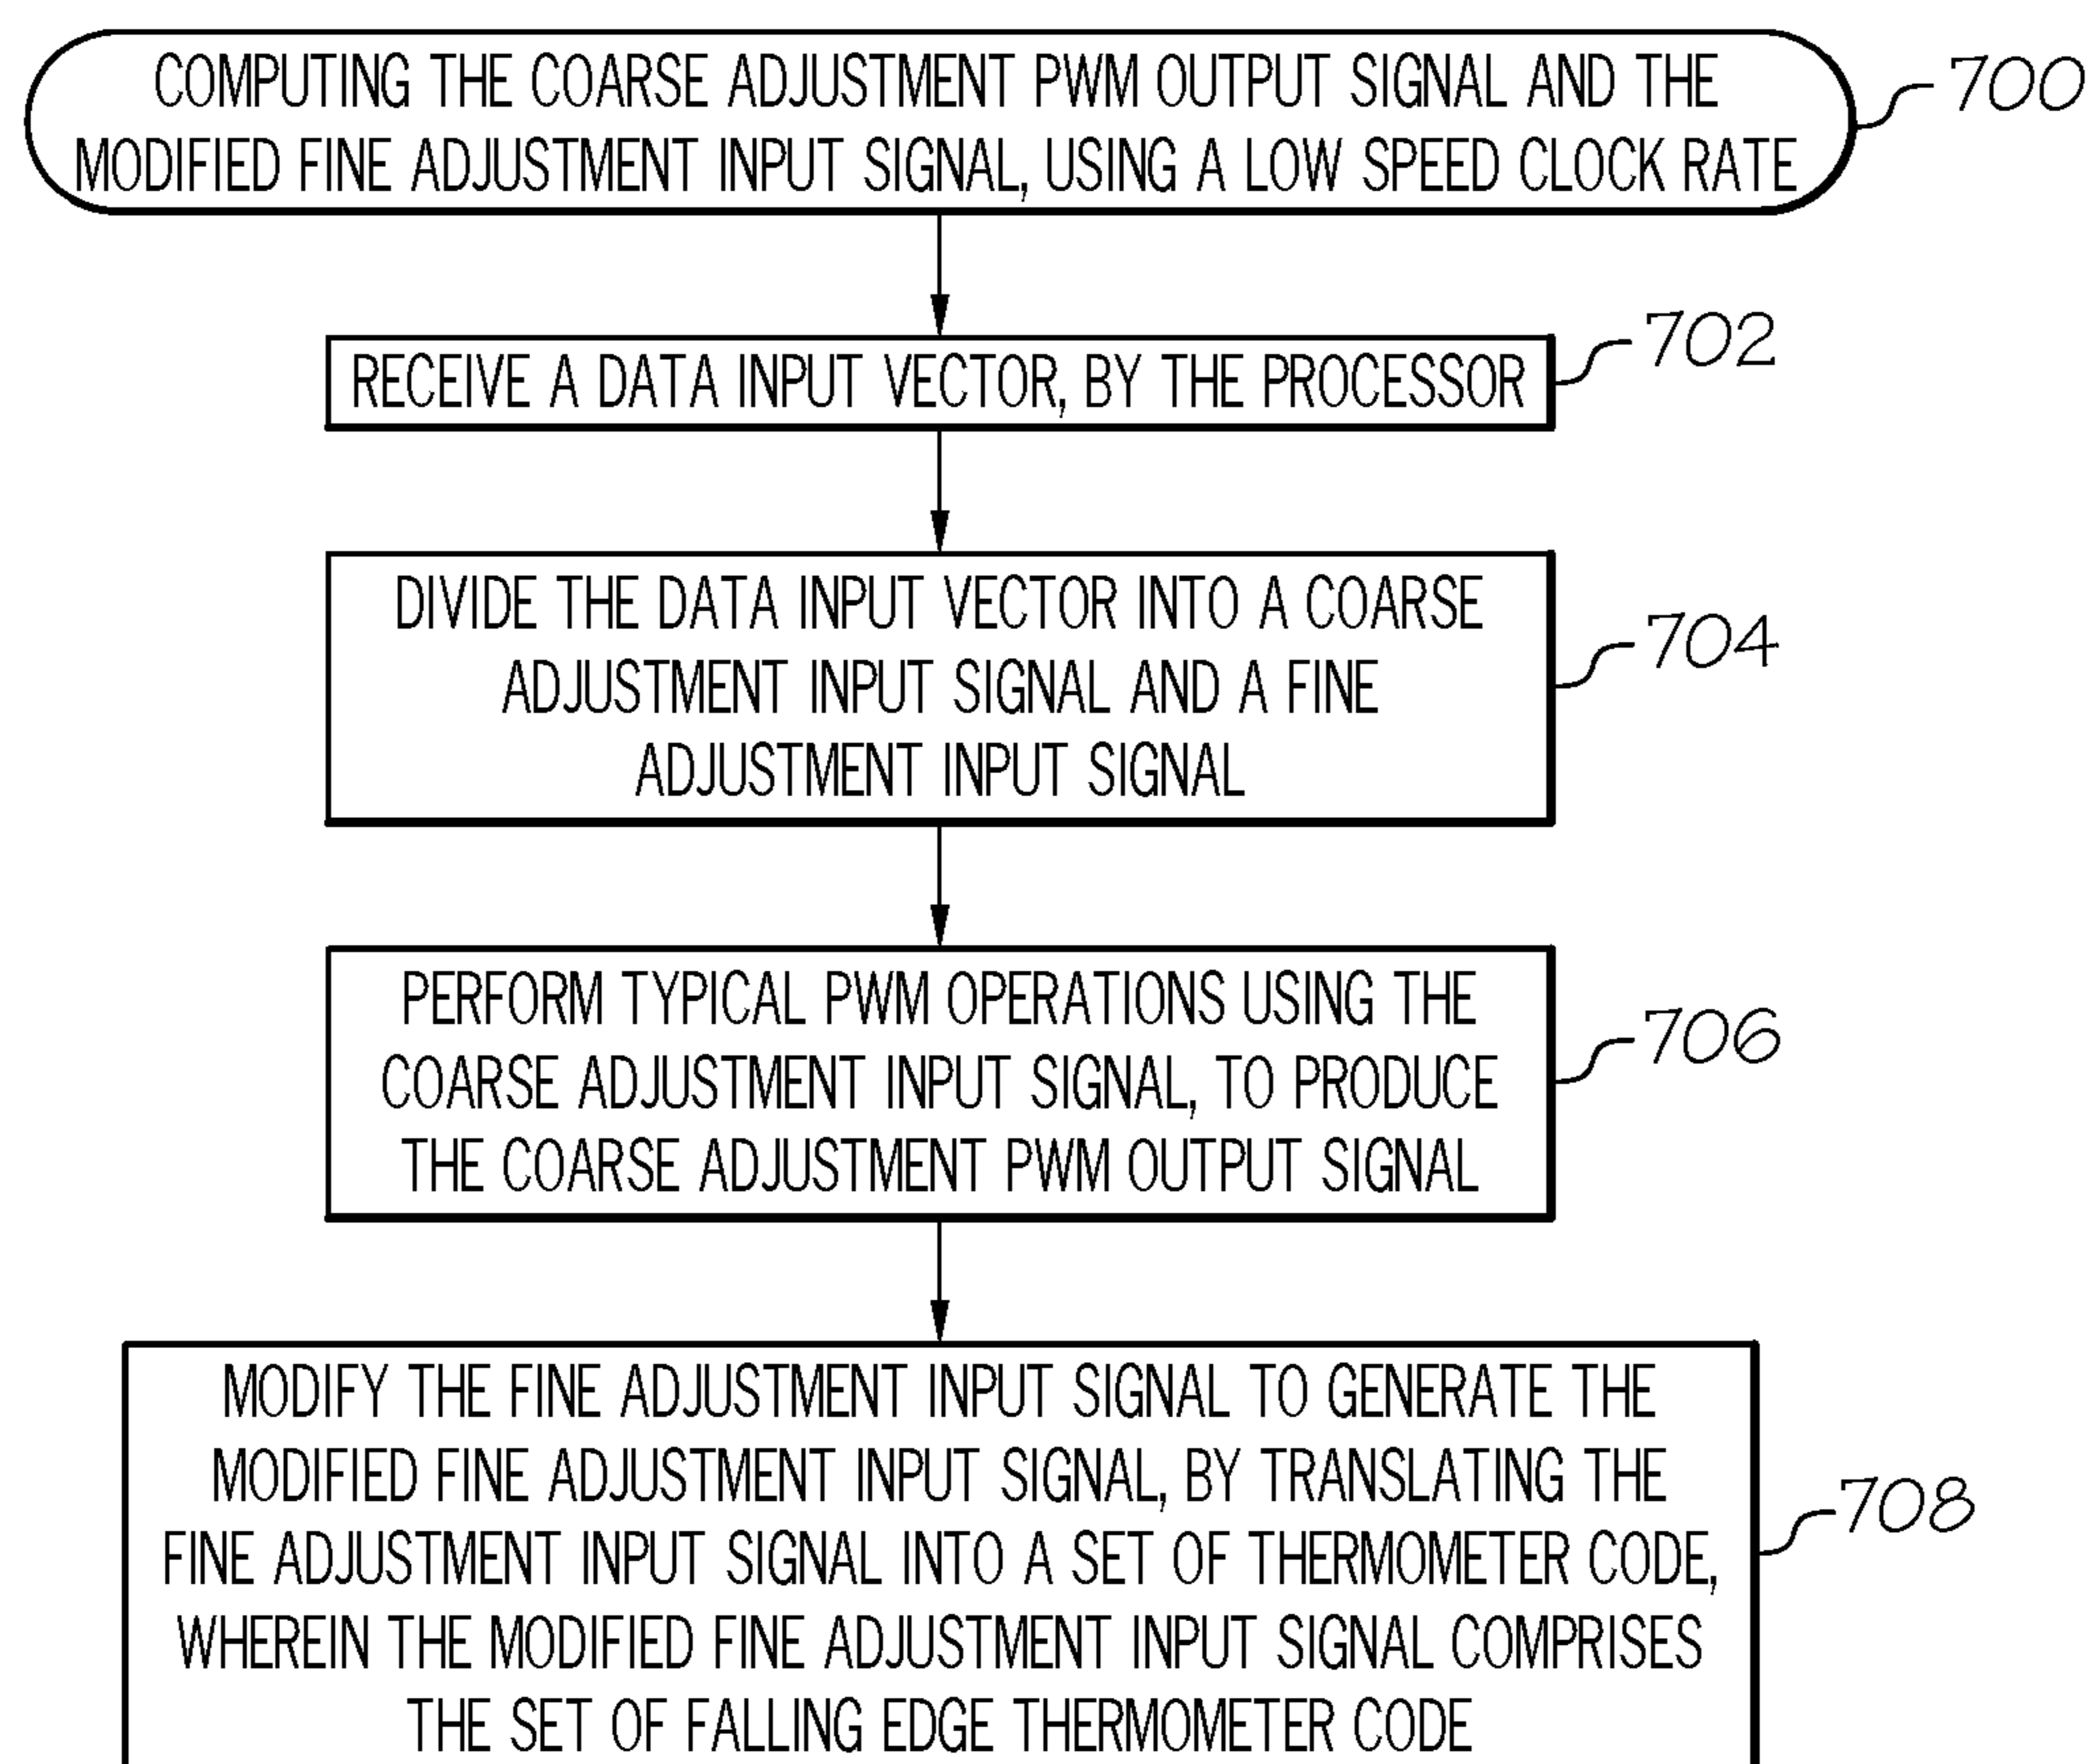 COMPUTING THE COARSE ADJUSTMENT PWM OUTPUT SIGNAL AND THE
MODIFIED FINE ADJUSTMENT INPUT SIGNAL, USING A LOW SPEED CLOCK RATE
700
RECEIVE A DATA INPUT VECTOR, BY THE PROCESSOR
702
DIVIDE THE DATA INPUT VECTOR INTO A COARSE
ADJUSTMENT INPUT SIGNAL AND A FINE
ADJUSTMENT INPUT SIGNAL
704
PERFORM TYPICAL PWM OPERATIONS USING THE
COARSE ADJUSTMENT INPUT SIGNAL, TO PRODUCE
THE COARSE ADJUSTMENT PWM OUTPUT SIGNAL
706
MODIFY THE FINE ADJUSTMENT INPUT SIGNAL TO GENERATE THE
MODIFIED FINE ADJUSTMENT INPUT SIGNAL, BY TRANSLATING THE
FINE ADJUSTMENT INPUT SIGNAL INTO A SET OF THERMOMETER CODE,
WHEREIN THE MODIFIED FINE ADJUSTMENT INPUT SIGNAL COMPRISES
THE SET OF FALLING EDGE THERMOMETER CODE
708